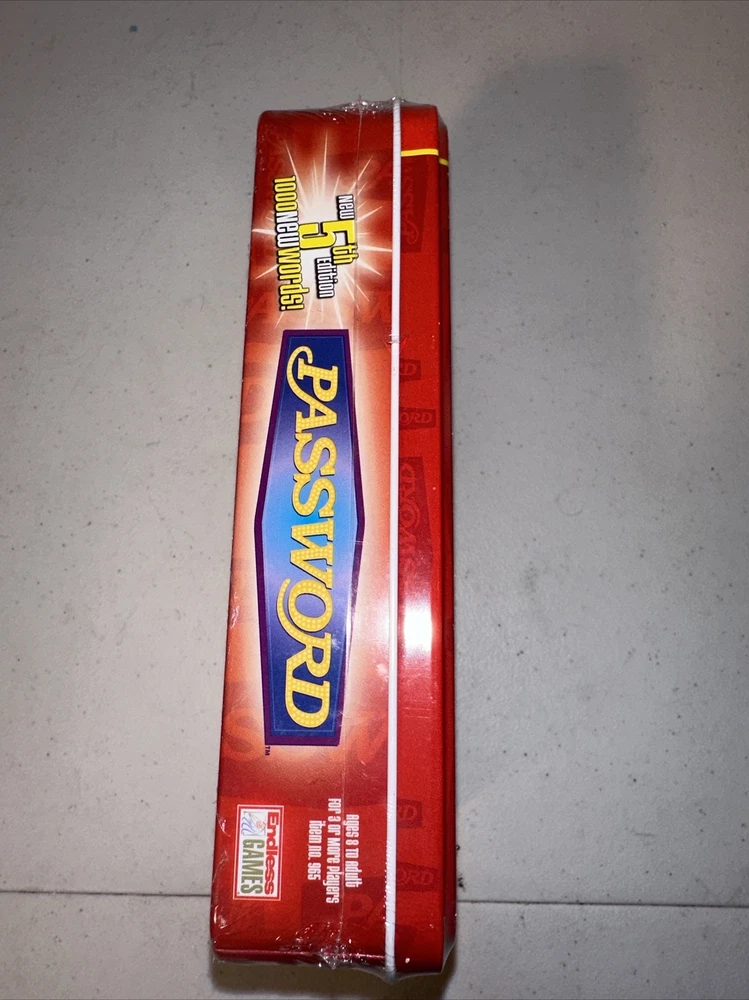 New
5th
Edition
1000 New Words!
PASSWORD
TM
Ages 8 to adult
For 3 or more players
Item no. 965
Endless
GAMES